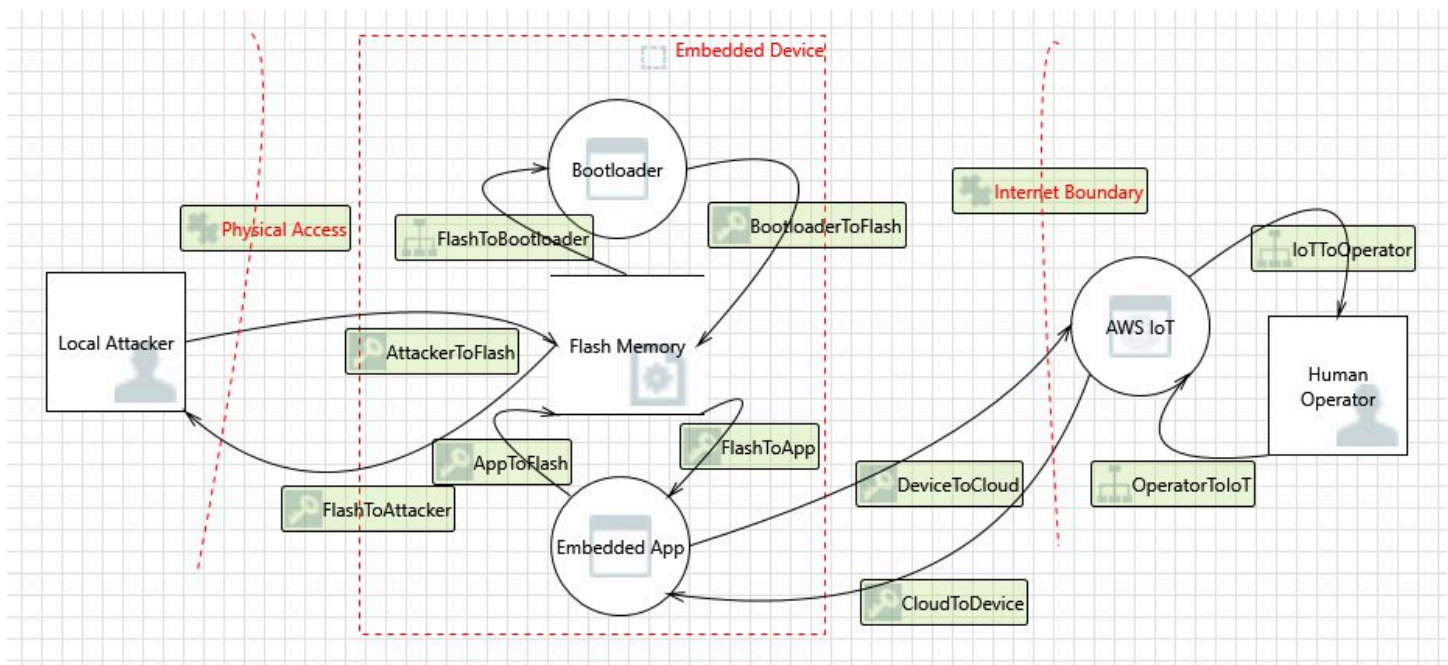 Embedded Device
Bootloader
Internet Boundary
Physical Access
FlashToBootloader
BootloaderToFlash
IoTToOperator
Local Attacker
AttackerToFlash
Flash Memory
AWS IoT
Human
Operator
AppToFlash
FlashToApp
DeviceToCloud
OperatorToIoT
FlashToAttacker
Embedded App
CloudToDevice